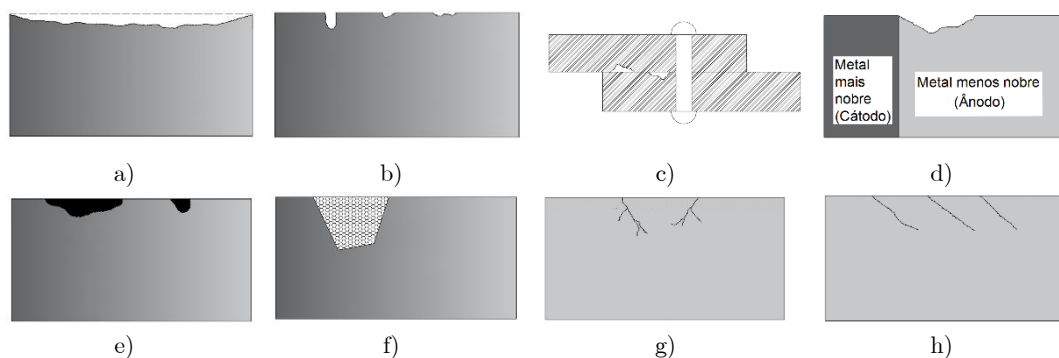 Metal
mais
nobre
(Cátodo)
Metal menos nobre
(Ânodo)
a)
b)
c)
d)
e)
f)
g)
h)